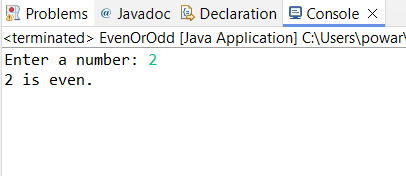 Problems @ Javadoc Declaration Console ×
<terminated> EvenOrOdd [Java Application] C:\Users\powar\
Enter a number: 2
2 is even.